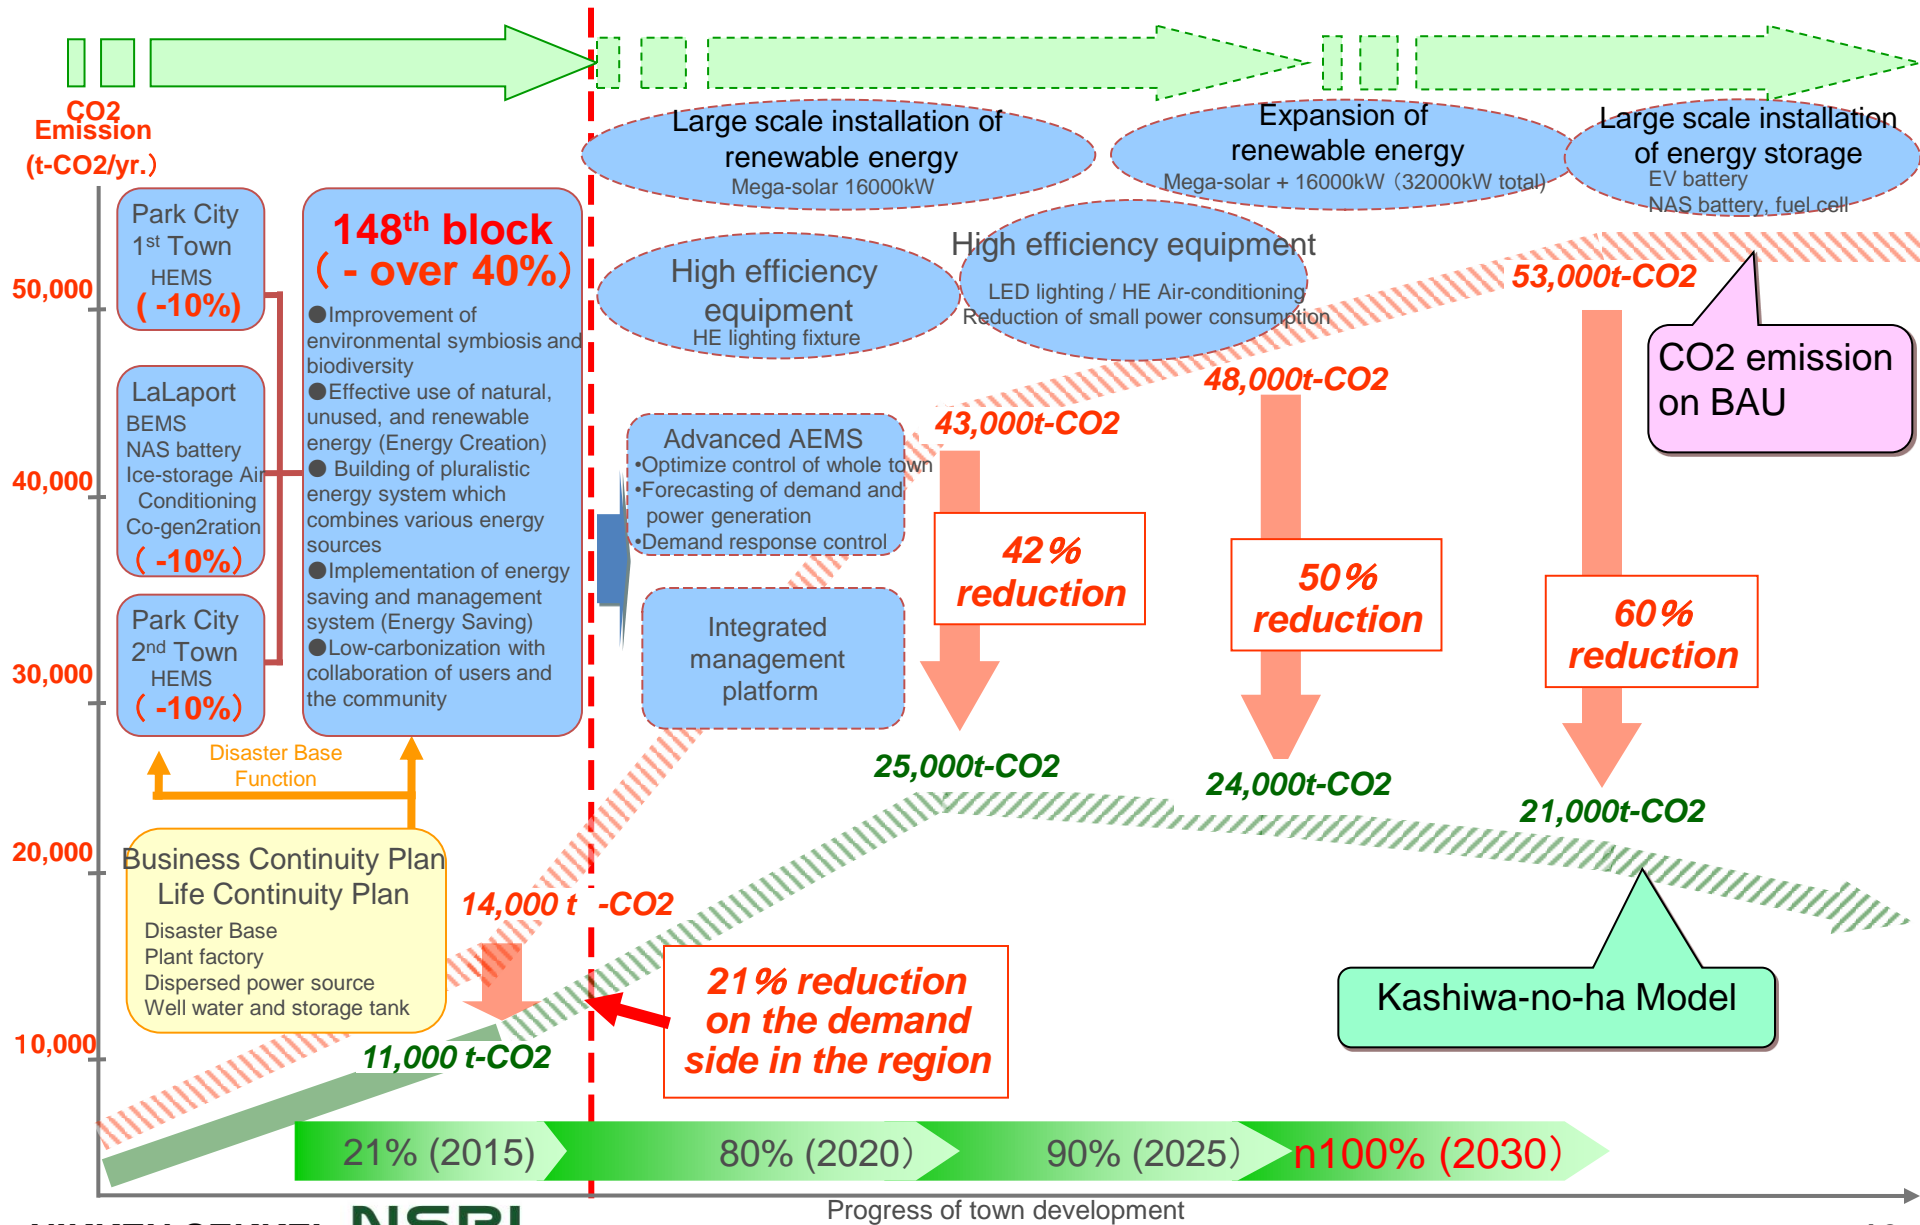 CO2
Emission
(t-CO2/yr.)
50,000
40,000
30,000
20,000
10,000
Park City
1st Town
HEMS
( -10%)
LaLaport
BEMS
NAS battery
Ice-storage Air
Conditioning
Co-gen2ration
( -10%)
Park City
2nd Town
HEMS
( -10%)
148th block
( - over 40%)
●Improvement of
environmental symbiosis and
biodiversity
●Effective use of natural,
unused, and renewable
energy (Energy Creation)
● Building of pluralistic
energy system which
combines various energy
sources
●Implementation of energy
saving and management
system (Energy Saving)
●Low-carbonization with
collaboration of users and
the community
Disaster Base
Function
Business Continuity Plan
Life Continuity Plan
Disaster Base
Plant factory
Dispersed power source
Well water and storage tank
Large scale installation of
renewable energy
Mega-solar 16000kW
Expansion of
renewable energy
Mega-solar + 16000kW (32000kW total)
Large scale installation
of energy storage
EV battery
NAS battery, fuel cell
High efficiency
equipment
HE lighting fixture
High efficiency equipment
LED lighting / HE Air-conditioning
Reduction of small power consumption
Advanced AEMS
•Optimize control of whole town
•Forecasting of demand and
power generation
•Demand response control
Integrated
management
platform
14,000 t -CO2
43,000t-CO2
48,000t-CO2
53,000t-CO2
CO2 emission
on BAU
42%
reduction
50%
reduction
60%
reduction
11,000 t-CO2
25,000t-CO2
24,000t-CO2
21,000t-CO2
Kashiwa-no-ha Model
21% reduction
on the demand
side in the region
21% (2015)
80% (2020)
90% (2025)
n100% (2030)
Progress of town development